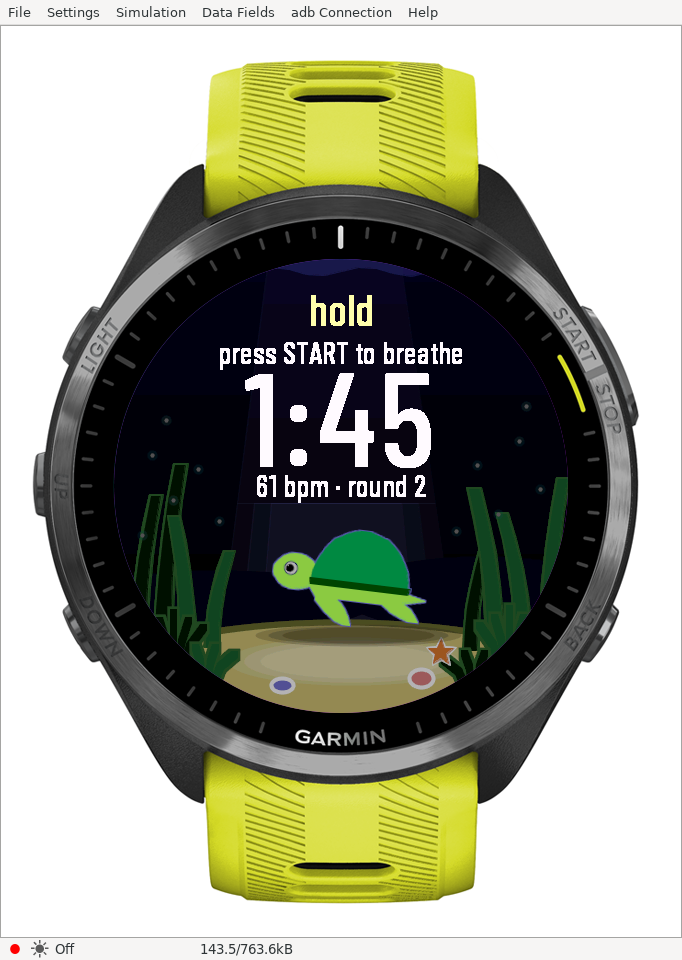 File Settings Simulation Data Fields adb Connection Help
hold
press START to breathe
1:45
61 bpm · round 2
LIGHT
START
STOP
UP
DOWN
BACK
GARMIN
Off 143.5/763.6kB